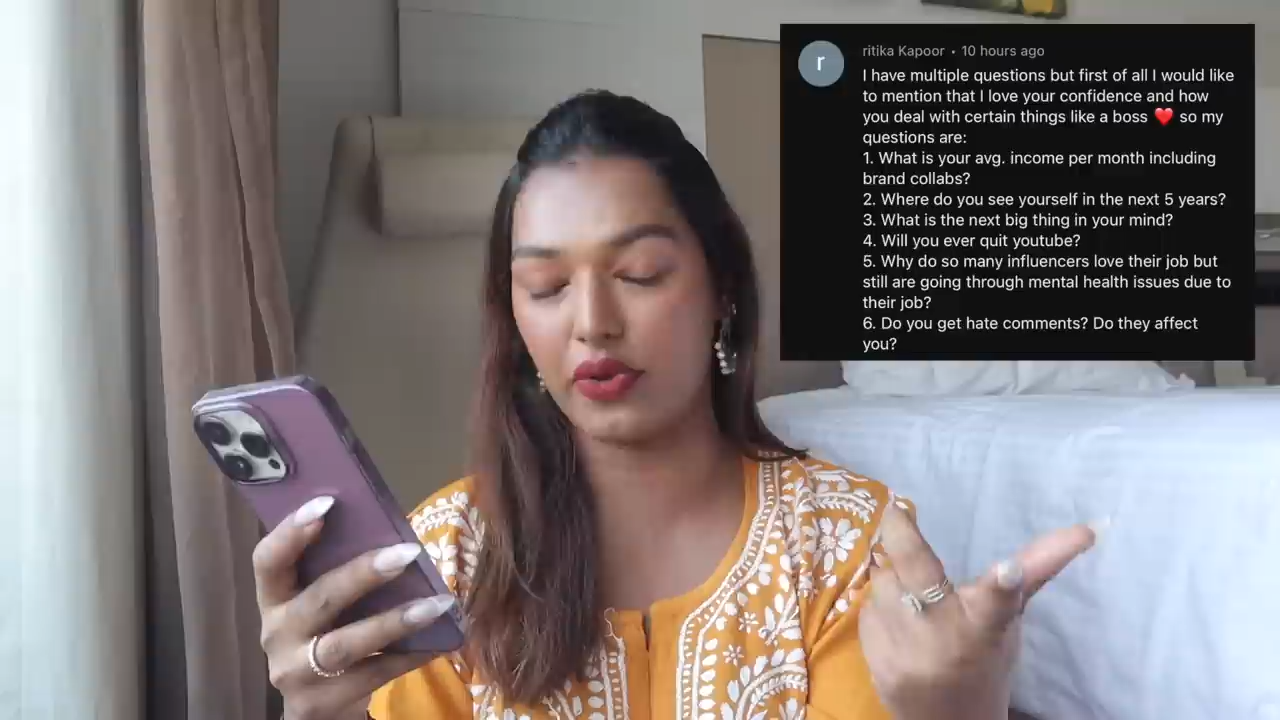 ritika Kapoor • 10 hours ago
r
I have multiple questions but first of all I would like
to mention that I love your confidence and how
you deal with certain things like a boss ❤️ so my
questions are:
1. What is your avg. income per month including
brand collabs?
2. Where do you see yourself in the next 5 years?
3. What is the next big thing in your mind?
4. Will you ever quit youtube?
5. Why do so many influencers love their job but
still are going through mental health issues due to
their job?
6. Do you get hate comments? Do they affect
you?